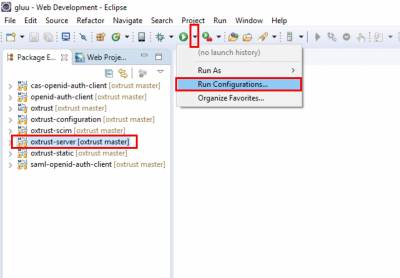 gluu - Web Development - Eclipse
File Edit Source Refactor Navigate Search Project Run Window Help
Package E... Web Proje...
(no launch history)
Run As
Run Configurations...
Organize Favorites...
cas-openid-auth-client [oxtrust master]
openid-auth-client [oxtrust master]
oxtrust [oxtrust master]
oxtrust-configuration [oxtrust master]
oxtrust-scim [oxtrust master]
oxtrust-server [oxtrust master]
oxtrust-static [oxtrust master]
saml-openid-auth-client [oxtrust master]